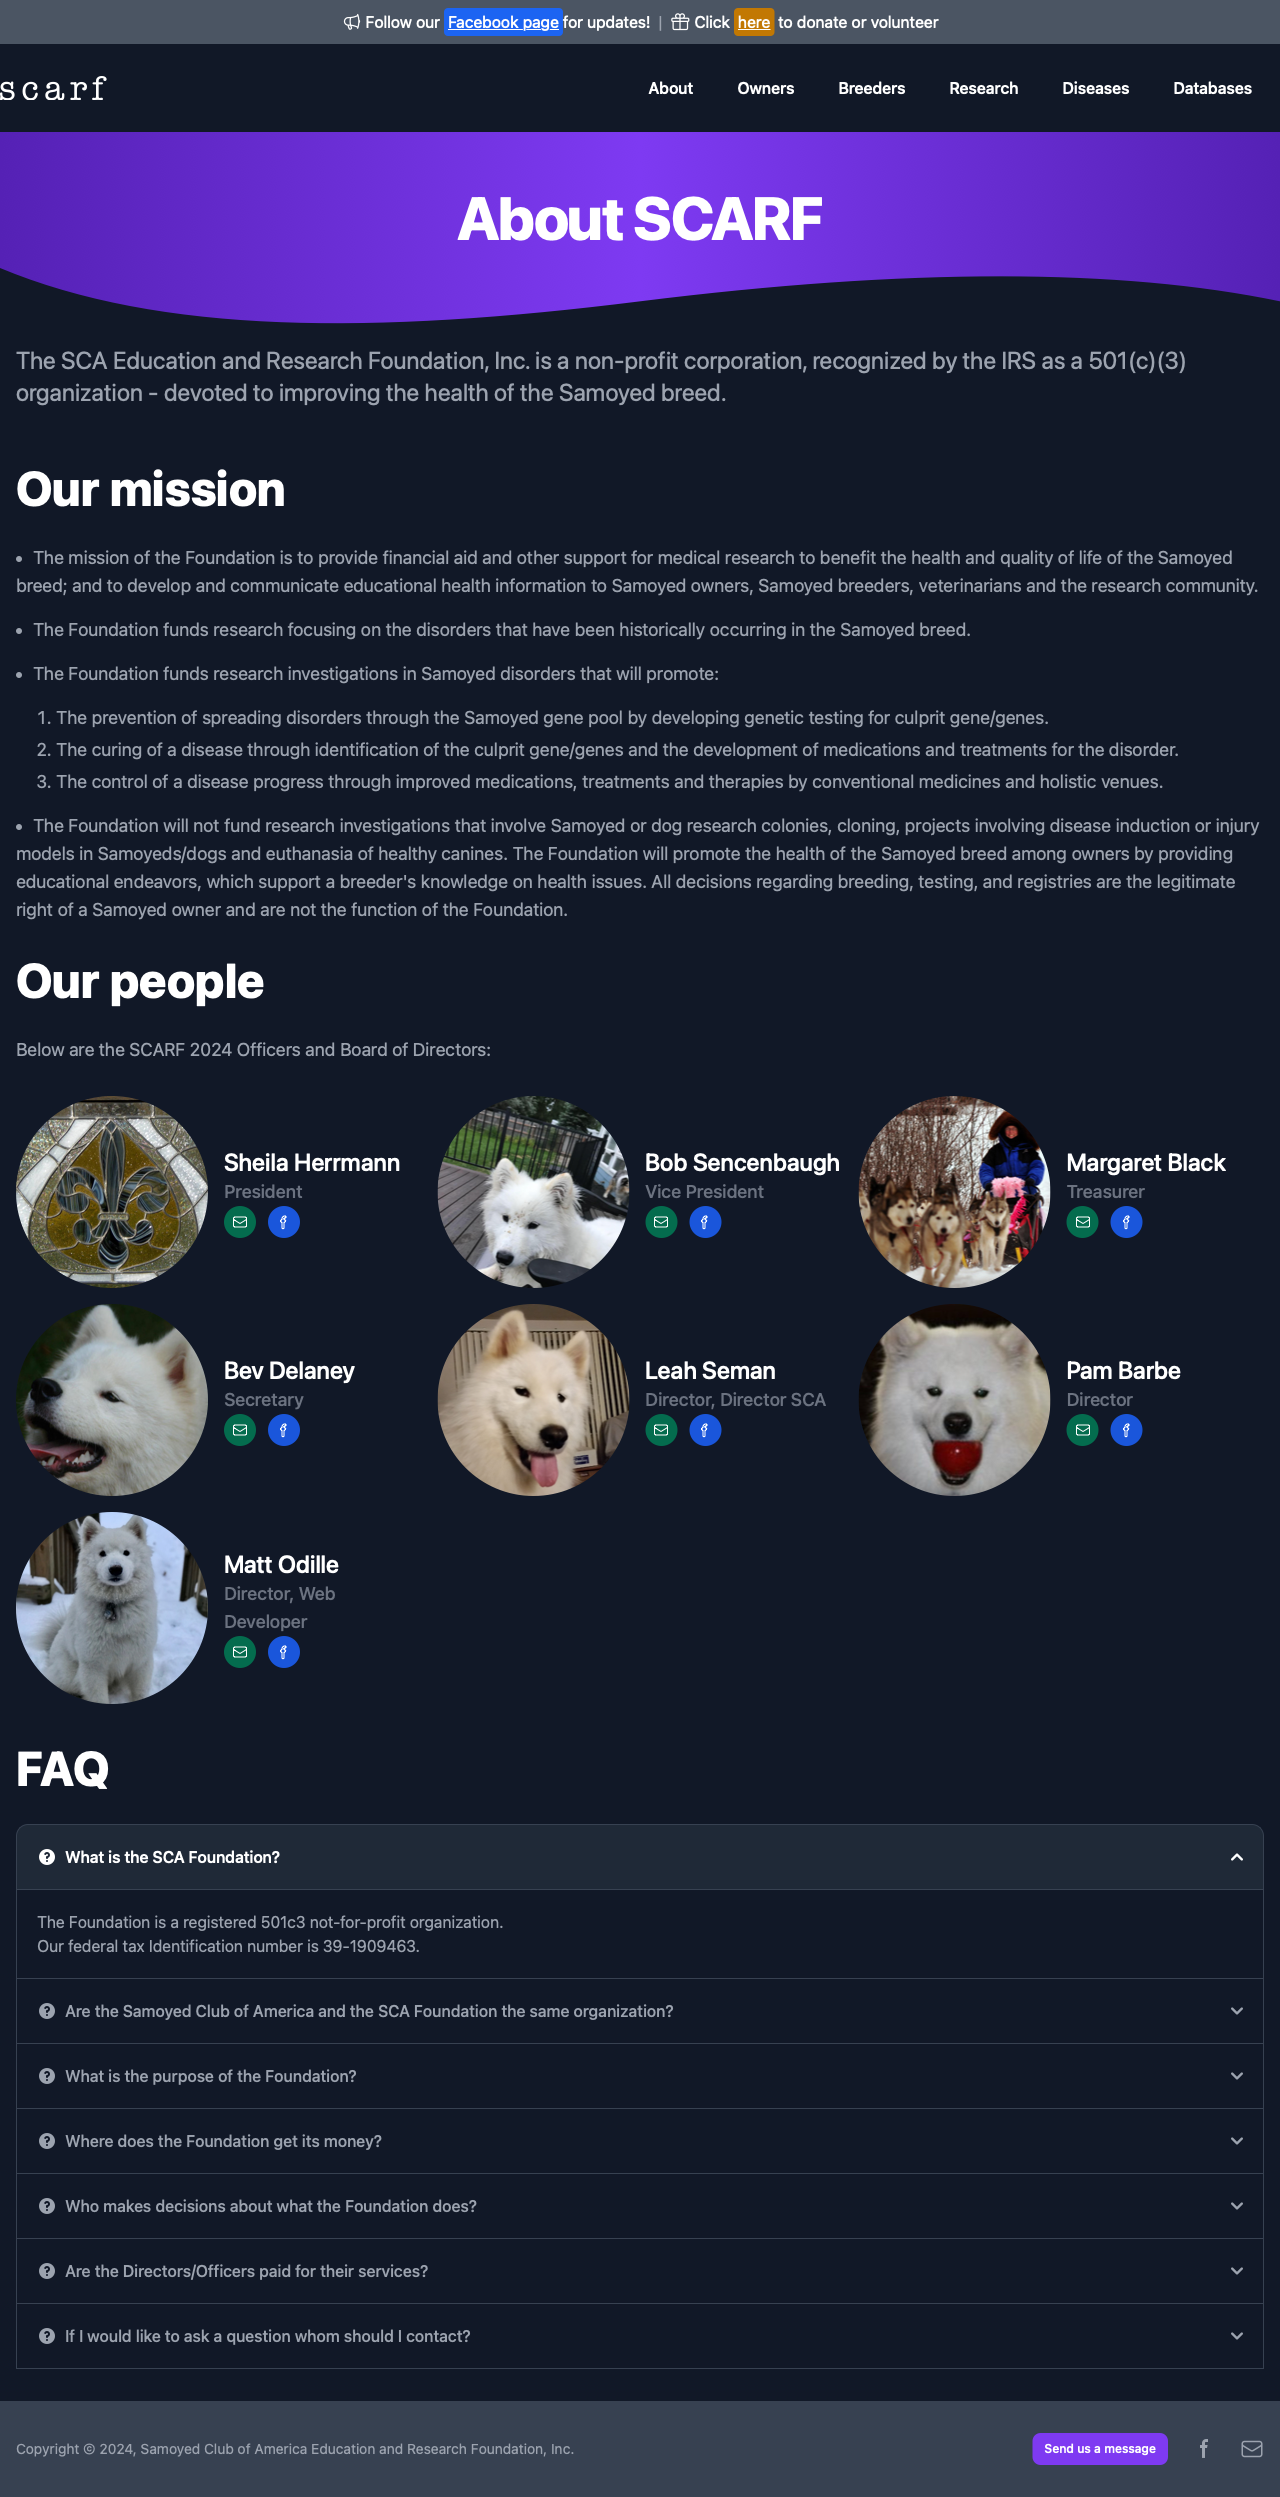 Follow our Facebook page for updates! | Click here to donate or volunteer
scarf
About Owners Breeders Research Diseases Databases
About SCARF
The SCA Education and Research Foundation, Inc. is a non-profit corporation, recognized by the IRS as a 501(c)(3)
organization - devoted to improving the health of the Samoyed breed.
Our mission
• The mission of the Foundation is to provide financial aid and other support for medical research to benefit the health and quality of life of the Samoyed
breed; and to develop and communicate educational health information to Samoyed owners, Samoyed breeders, veterinarians and the research community.
• The Foundation funds research focusing on the disorders that have been historically occurring in the Samoyed breed.
• The Foundation funds research investigations in Samoyed disorders that will promote:
1. The prevention of spreading disorders through the Samoyed gene pool by developing genetic testing for culprit gene/genes.
2. The curing of a disease through identification of the culprit gene/genes and the development of medications and treatments for the disorder.
3. The control of a disease progress through improved medications, treatments and therapies by conventional medicines and holistic venues.
• The Foundation will not fund research investigations that involve Samoyed or dog research colonies, cloning, projects involving disease induction or injury
models in Samoyeds/dogs and euthanasia of healthy canines. The Foundation will promote the health of the Samoyed breed among owners by providing
educational endeavors, which support a breeder's knowledge on health issues. All decisions regarding breeding, testing, and registries are the legitimate
right of a Samoyed owner and are not the function of the Foundation.
Our people
Below are the SCARF 2024 Officers and Board of Directors:
Sheila Herrmann
President
Bob Sencenbaugh
Vice President
Margaret Black
Treasurer
Bev Delaney
Secretary
Leah Seman
Director, Director SCA
Pam Barbe
Director
Matt Odille
Director, Web
Developer
FAQ
What is the SCA Foundation?
The Foundation is a registered 501c3 not-for-profit organization.
Our federal tax Identification number is 39-1909463.
Are the Samoyed Club of America and the SCA Foundation the same organization?
What is the purpose of the Foundation?
Where does the Foundation get its money?
Who makes decisions about what the Foundation does?
Are the Directors/Officers paid for their services?
If I would like to ask a question whom should I contact?
Copyright © 2024, Samoyed Club of America Education and Research Foundation, Inc.
Send us a message